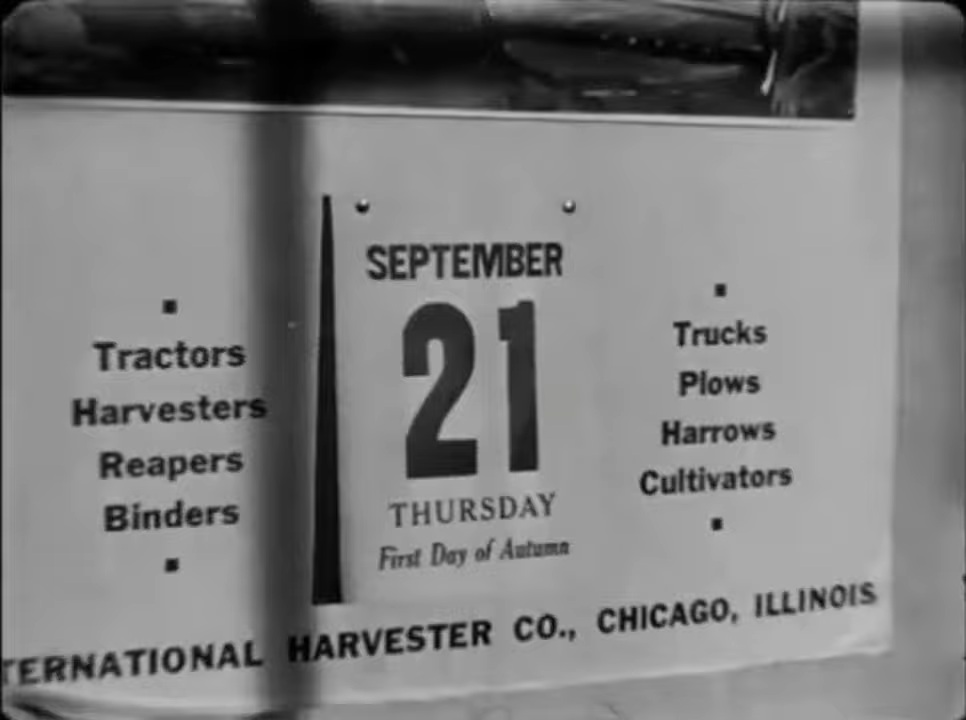 Tractors
Harvesters
Reapers
Binders
SEPTEMBER
21
THURSDAY
First Day of Autumn
Trucks
Plows
Harrows
Cultivators
TERNATIONAL HARVESTER CO., CHICAGO, ILLINOIS